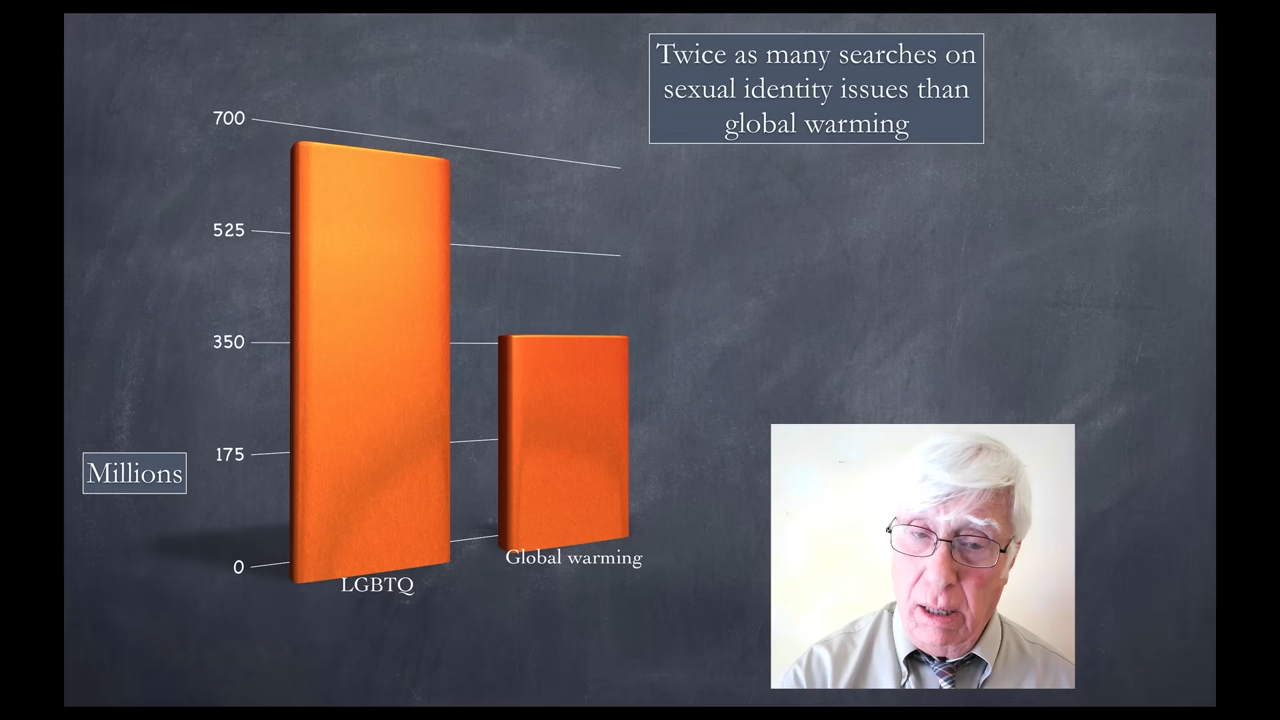 Twice as many searches on
sexual identity issues than
global warming
700
525
350
175
0
Millions
LGBTQ
Global warming